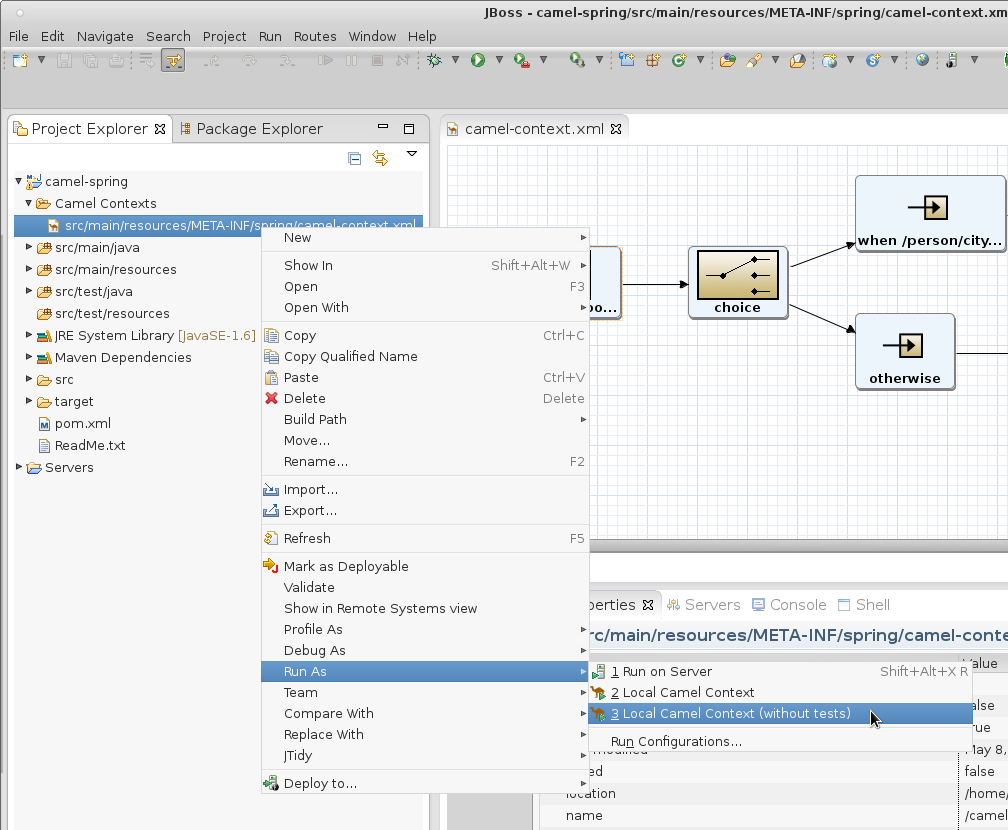 JBoss - camel-spring/src/main/resources/META-INF/spring/camel-context.xm
File Edit Navigate Search Project Run Routes Window Help
Project Explorer
Package Explorer
camel-context.xml
camel-spring
Camel Contexts
src/main/resources/META-INF/spring/camel-context.xml
src/main/java
src/main/resources
src/test/java
src/test/resources
JRE System Library [JavaSE-1.6]
Maven Dependencies
src
target
pom.xml
ReadMe.txt
Servers
New
Show In Shift+Alt+W
Open F3
Open With
Copy Ctrl+C
Copy Qualified Name
Paste Ctrl+V
Delete Delete
Build Path
Move...
Rename... F2
Import...
Export...
Refresh F5
Mark as Deployable
Validate
Show in Remote Systems view
Profile As
Debug As
Run As
Team
Compare With
Replace With
JTidy
Deploy to...
1 Run on Server Shift+Alt+X R
2 Local Camel Context
3 Local Camel Context (without tests)
Run Configurations...
when /person/city...
choice
otherwise
oo...
perties
Servers
Console
Shell
rc/main/resources/META-INF/spring/camel-conte
Value
alse
rue
May 8,
ed
false
location
/home/
name
/camel